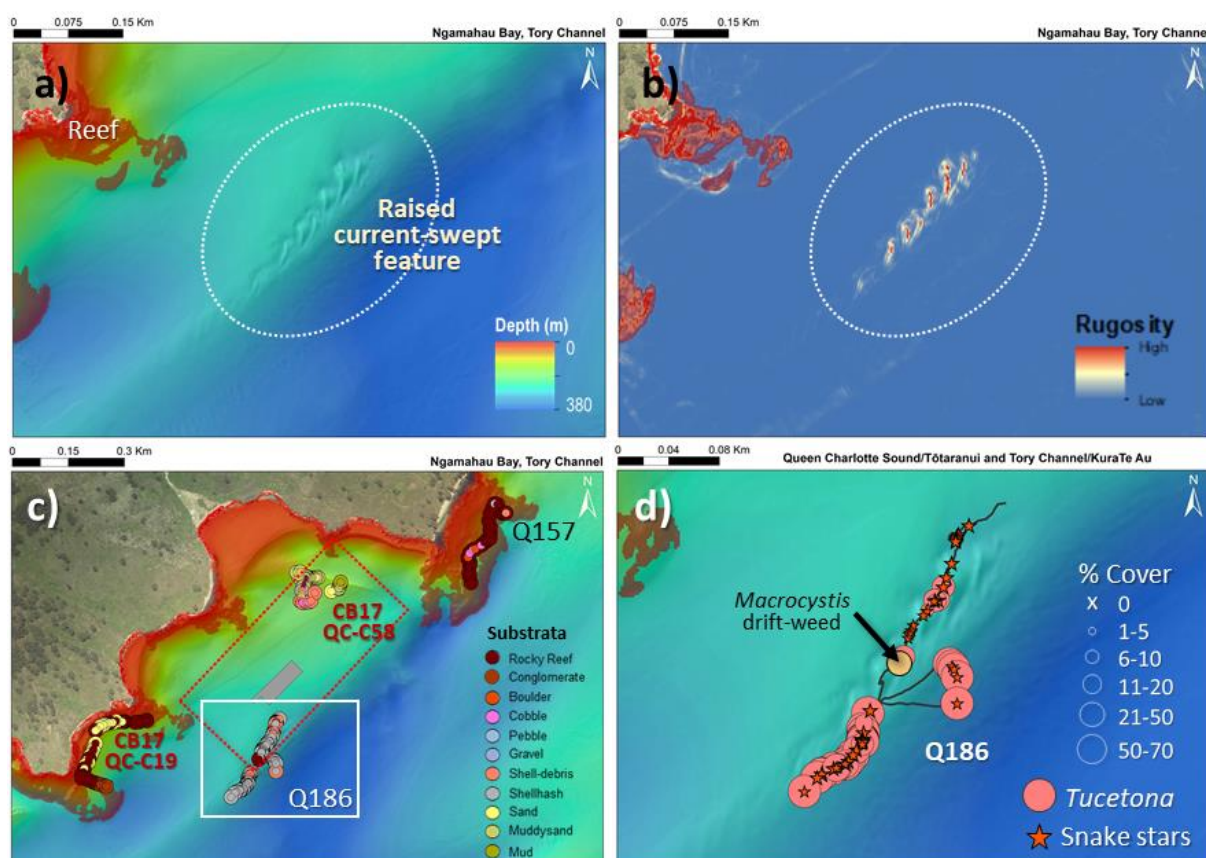 0 0.075 0.15 Km
Ngamahau Bay, Tory Channel
a)
N
Reef
Raised
current-swept
feature
Depth (m)
0
380
0 0.075 0.15 Km
Ngamahau Bay, Tory Channel
b)
N
Rugosity
High
Low
0 0.15 0.3 Km
Ngamahau Bay, Tory Channel
c)
N
Q157
CB17
QC-C58
CB17
QC-C19
Q186
Substrata
Rocky Reef
Conglomerate
Boulder
Cobble
Pebble
Gravel
Shell-debris
Shellhash
Sand
Muddysand
Mud
0 0.04 0.08 Km
Queen Charlotte Sound/Tōtaranui and Tory Channel/KuraTe Au
d)
N
Macrocystis
drift-weed
Q186
% Cover
x 0
1-5
6-10
11-20
21-50
50-70
Tucetona
Snake stars